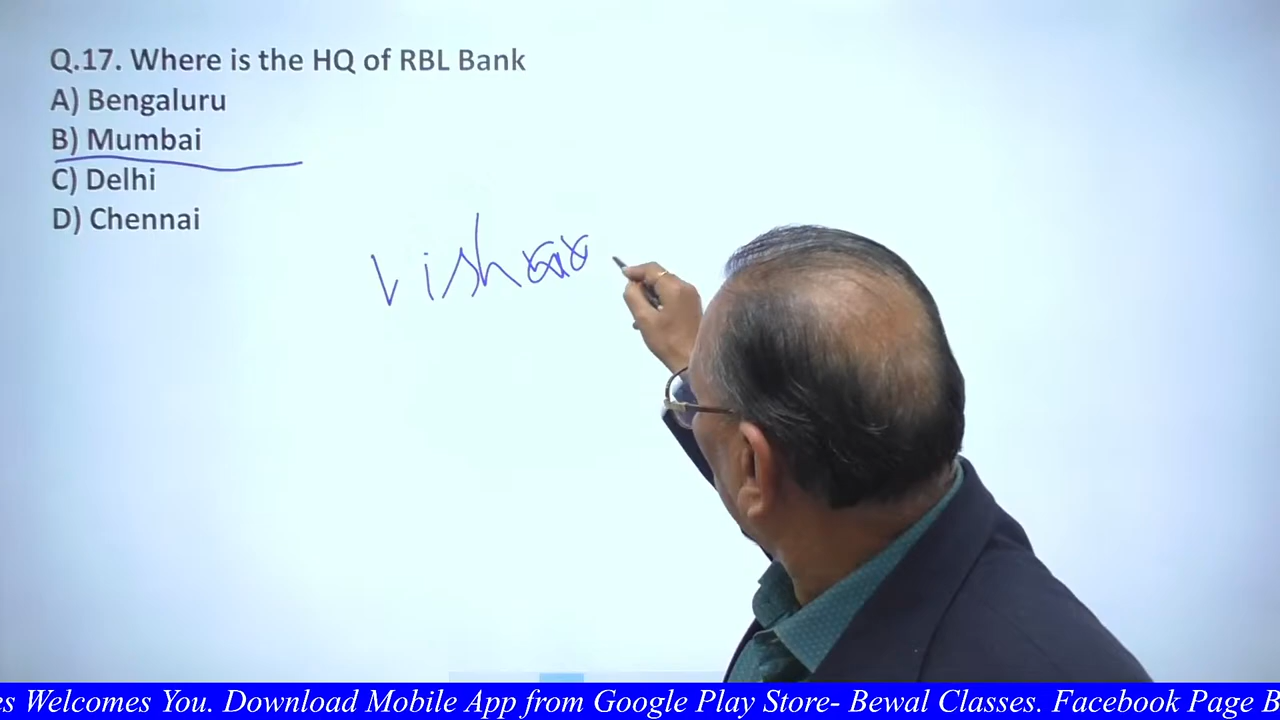 Q.17. Where is the HQ of RBL Bank
A) Bengaluru
B) Mumbai
C) Delhi
D) Chennai
es Welcomes You. Download Mobile App from Google Play Store- Bewal Classes. Facebook Page B